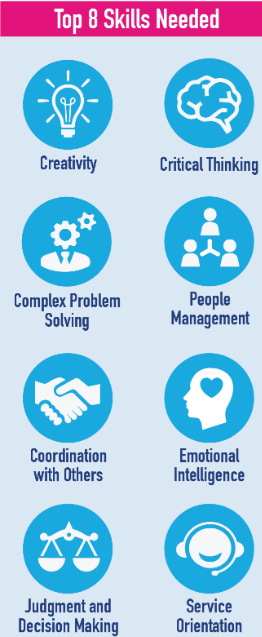 Top 8 Skills Needed
Creativity
Critical Thinking
Complex Problem
Solving
People
Management
Coordination
with Others
Emotional
Intelligence
Judgment and
Decision Making
Service
Orientation